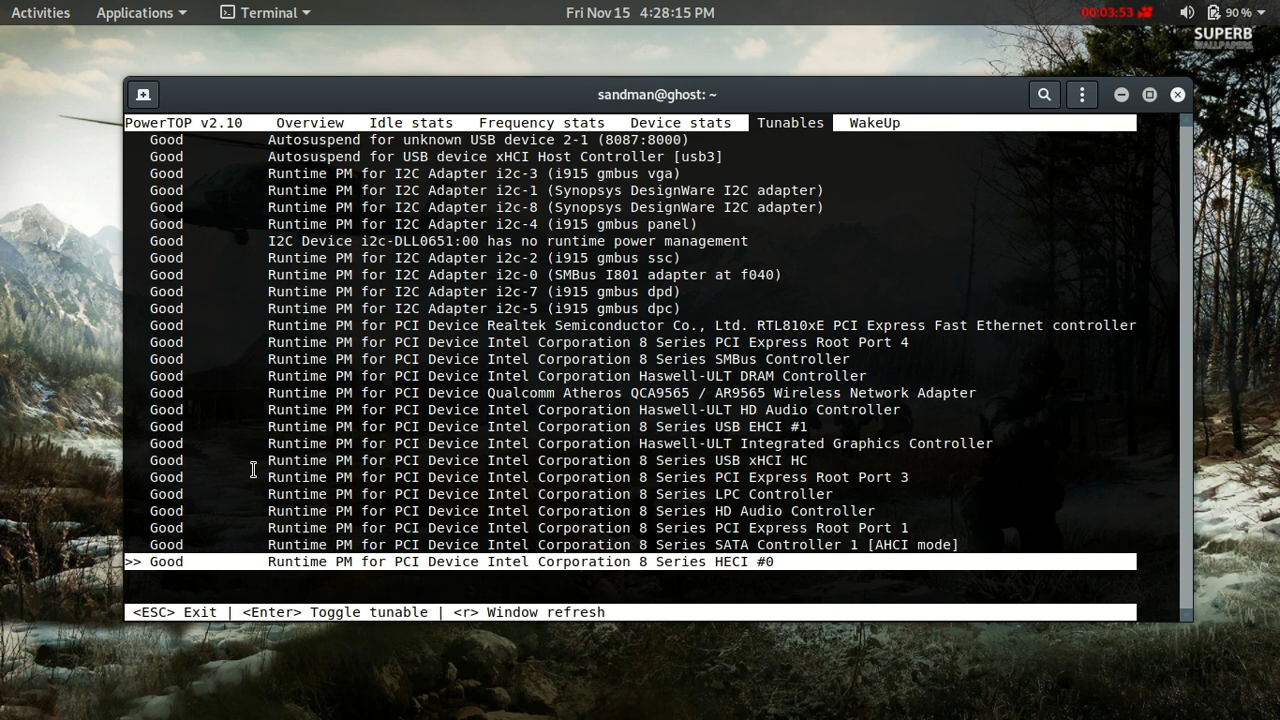 Activities Applications Terminal Fri Nov 15 4:28:15 PM 00:03:53 90 %
SUPERB
WALLPAPERS
sandman@ghost: ~
PowerTOP v2.10 Overview Idle stats Frequency stats Device stats Tunables WakeUp
Good Autosuspend for unknown USB device 2-1 (8087:8000)
Good Autosuspend for USB device xHCI Host Controller [usb3]
Good Runtime PM for I2C Adapter i2c-3 (i915 gmbus vga)
Good Runtime PM for I2C Adapter i2c-1 (Synopsys DesignWare I2C adapter)
Good Runtime PM for I2C Adapter i2c-8 (Synopsys DesignWare I2C adapter)
Good Runtime PM for I2C Adapter i2c-4 (i915 gmbus panel)
Good I2C Device i2c-DLL0651:00 has no runtime power management
Good Runtime PM for I2C Adapter i2c-2 (i915 gmbus ssc)
Good Runtime PM for I2C Adapter i2c-0 (SMBus I801 adapter at f040)
Good Runtime PM for I2C Adapter i2c-7 (i915 gmbus dpd)
Good Runtime PM for I2C Adapter i2c-5 (i915 gmbus dpc)
Good Runtime PM for PCI Device Realtek Semiconductor Co., Ltd. RTL810xE PCI Express Fast Ethernet controller
Good Runtime PM for PCI Device Intel Corporation 8 Series PCI Express Root Port 4
Good Runtime PM for PCI Device Intel Corporation 8 Series SMBus Controller
Good Runtime PM for PCI Device Intel Corporation Haswell-ULT DRAM Controller
Good Runtime PM for PCI Device Qualcomm Atheros QCA9565 / AR9565 Wireless Network Adapter
Good Runtime PM for PCI Device Intel Corporation Haswell-ULT HD Audio Controller
Good Runtime PM for PCI Device Intel Corporation 8 Series USB EHCI #1
Good Runtime PM for PCI Device Intel Corporation Haswell-ULT Integrated Graphics Controller
Good Runtime PM for PCI Device Intel Corporation 8 Series USB xHCI HC
Good Runtime PM for PCI Device Intel Corporation 8 Series PCI Express Root Port 3
Good Runtime PM for PCI Device Intel Corporation 8 Series LPC Controller
Good Runtime PM for PCI Device Intel Corporation 8 Series HD Audio Controller
Good Runtime PM for PCI Device Intel Corporation 8 Series PCI Express Root Port 1
Good Runtime PM for PCI Device Intel Corporation 8 Series SATA Controller 1 [AHCI mode]
>> Good Runtime PM for PCI Device Intel Corporation 8 Series HECI #0
<ESC> Exit | <Enter> Toggle tunable | <r> Window refresh